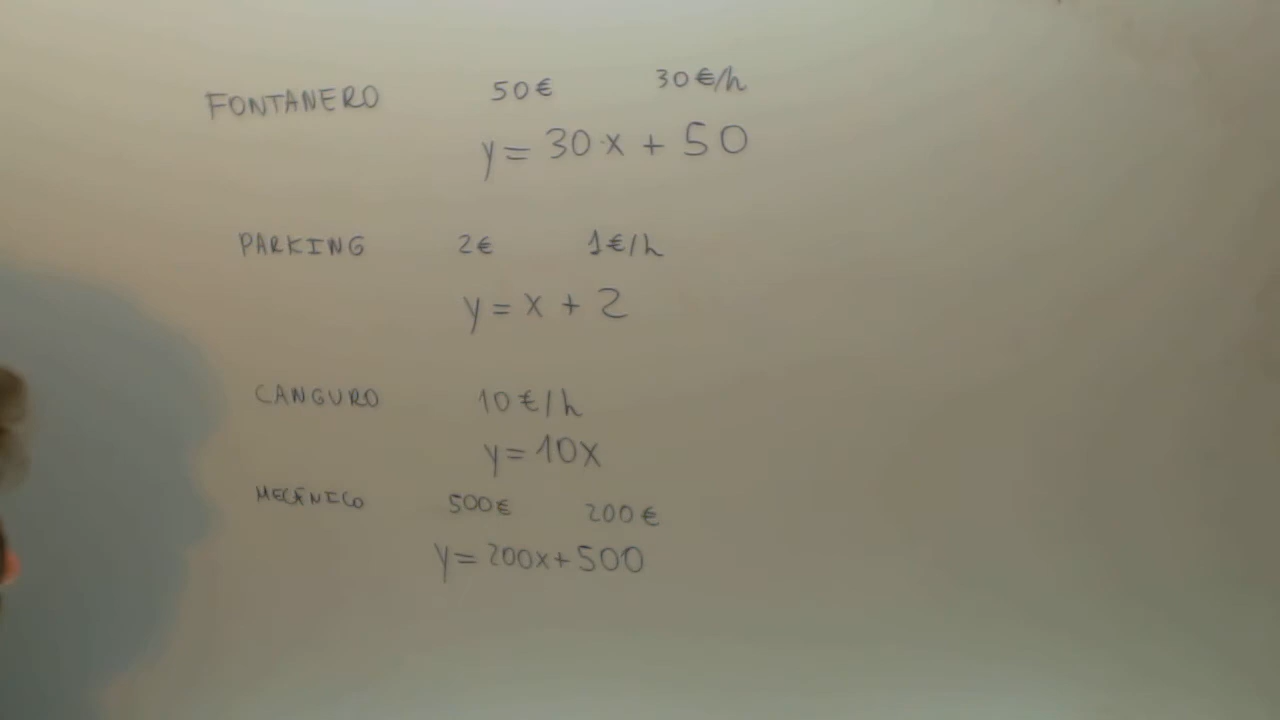 FONTANERO 50€ 30€/h
y = 30·x + 50
PARKING 2€ 1€/h
y = x + 2
CANGURO 10€/h
y = 10x
MECÁNICO 500€ 200€
y = 200x + 500